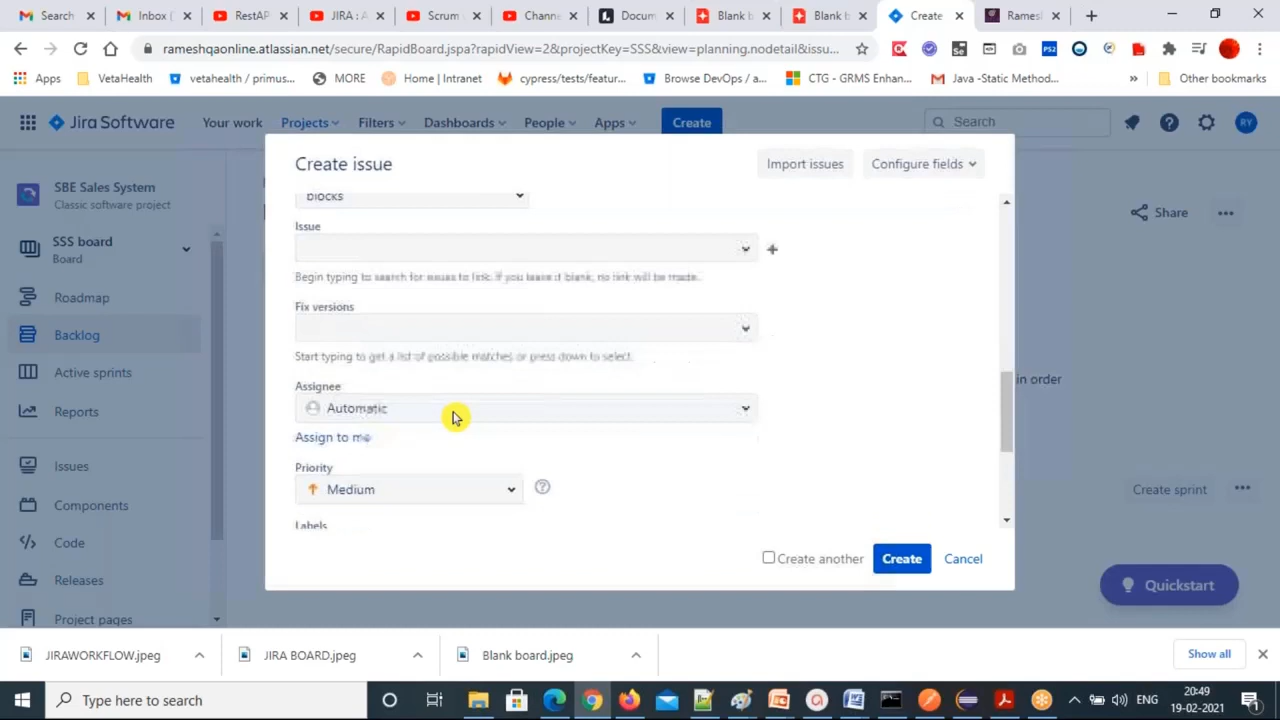 Search
Inbox (
RestAP
JIRA : A
Scrum
Channe
Docum
Blank b
Blank b
Create
Ramesl
rameshqaonline.atlassian.net/secure/RapidBoard.jspa?rapidView=2&projectKey=SSS&view=planning.nodetail&issu...
Apps
VetaHealth
vetahealth / primus...
MORE
Home | Intranet
cypress/tests/featur...
Browse DevOps / a...
CTG - GRMS Enhan...
Java -Static Method...
»
Other bookmarks
Jira Software
Your work
Projects
Filters
Dashboards
People
Apps
Create
Search
RY
Create issue
Import issues
Configure fields
SBE Sales System
Classic software project
SSS board
Board
Roadmap
Backlog
Active sprints
Reports
Issues
Components
Code
Releases
Project pages
blocks
Issue
Begin typing to search for issues to link. If you leave it blank, no link will be made.
Fix versions
Start typing to get a list of possible matches or press down to select.
Assignee
Automatic
Assign to me
Priority
Medium
Labels
Create another
Create
Cancel
Share
in order
Create sprint
Quickstart
JIRAWORKFLOW.jpeg
JIRA BOARD.jpeg
Blank board.jpeg
Show all
Type here to search
ENG
20:49
19-02-2021
1